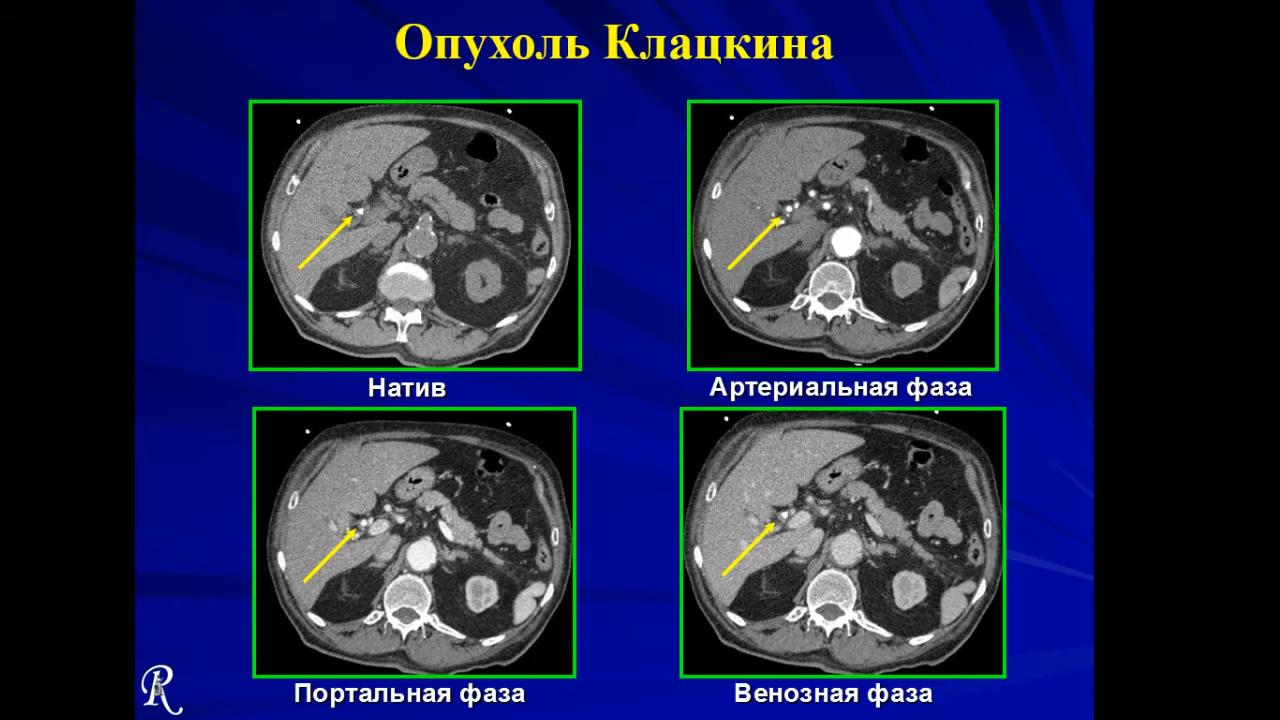 Опухоль Клацкина
Натив
Артериальная фаза
Портальная фаза
Венозная фаза
R